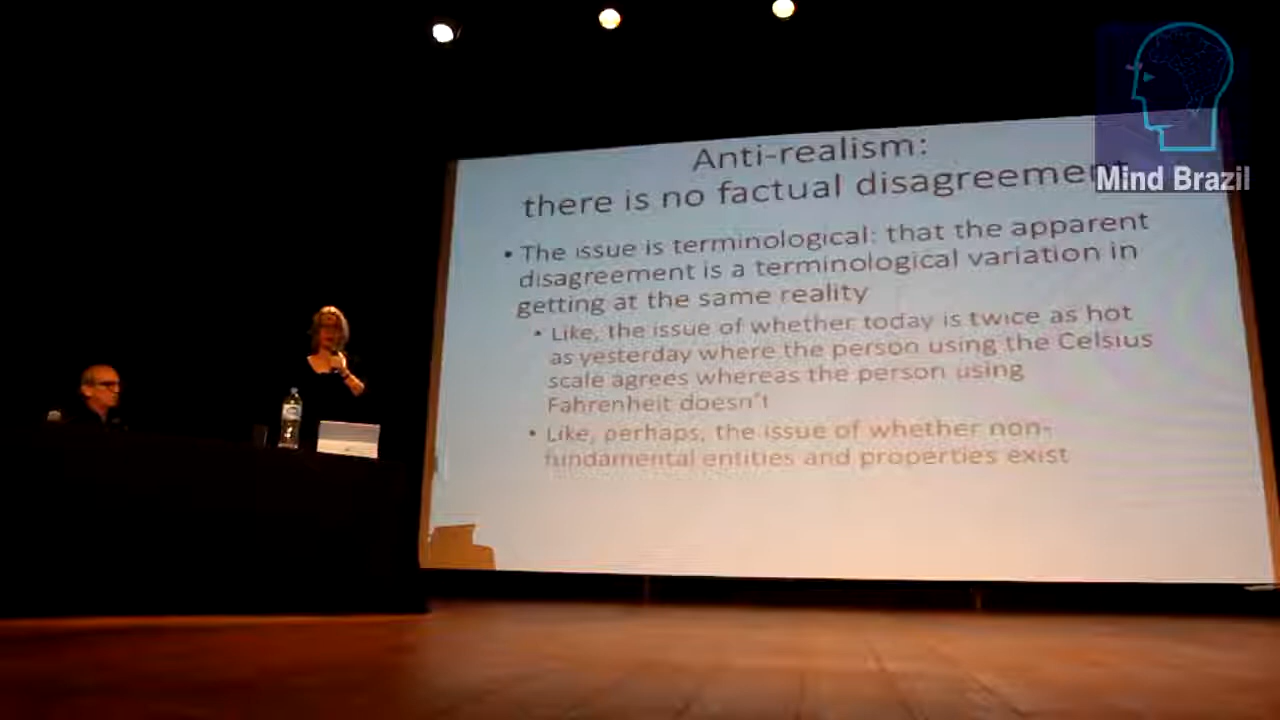 Anti-realism:
there is no factual disagreement
• The issue is terminological: that the apparent
disagreement is a terminological variation in
getting at the same reality
• Like, the issue of whether today is twice as hot
as yesterday where the person using the Celsius
scale agrees whereas the person using
Fahrenheit doesn't
• Like, perhaps, the issue of whether non-
fundamental entities and properties exist
Mind Brazil